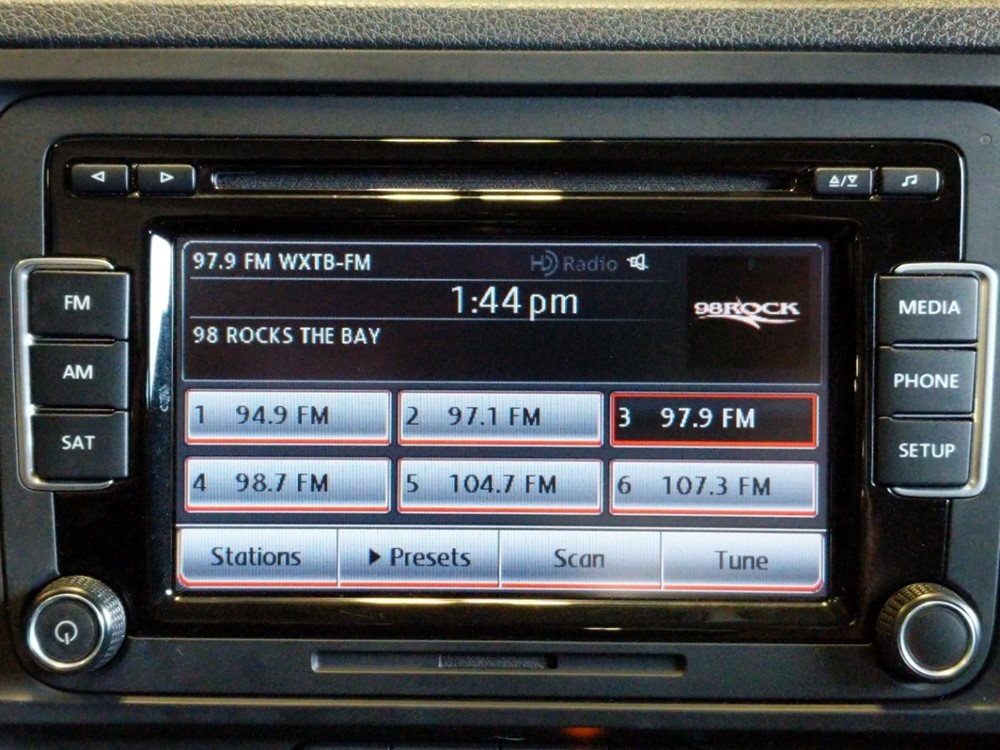 97.9 FM WXTB-FM HD Radio
1:44 pm
98ROCK
98 ROCKS THE BAY
FM
AM
SAT
1 94.9 FM 2 97.1 FM 3 97.9 FM
4 98.7 FM 5 104.7 FM 6 107.3 FM
Stations Presets Scan Tune
MEDIA
PHONE
SETUP